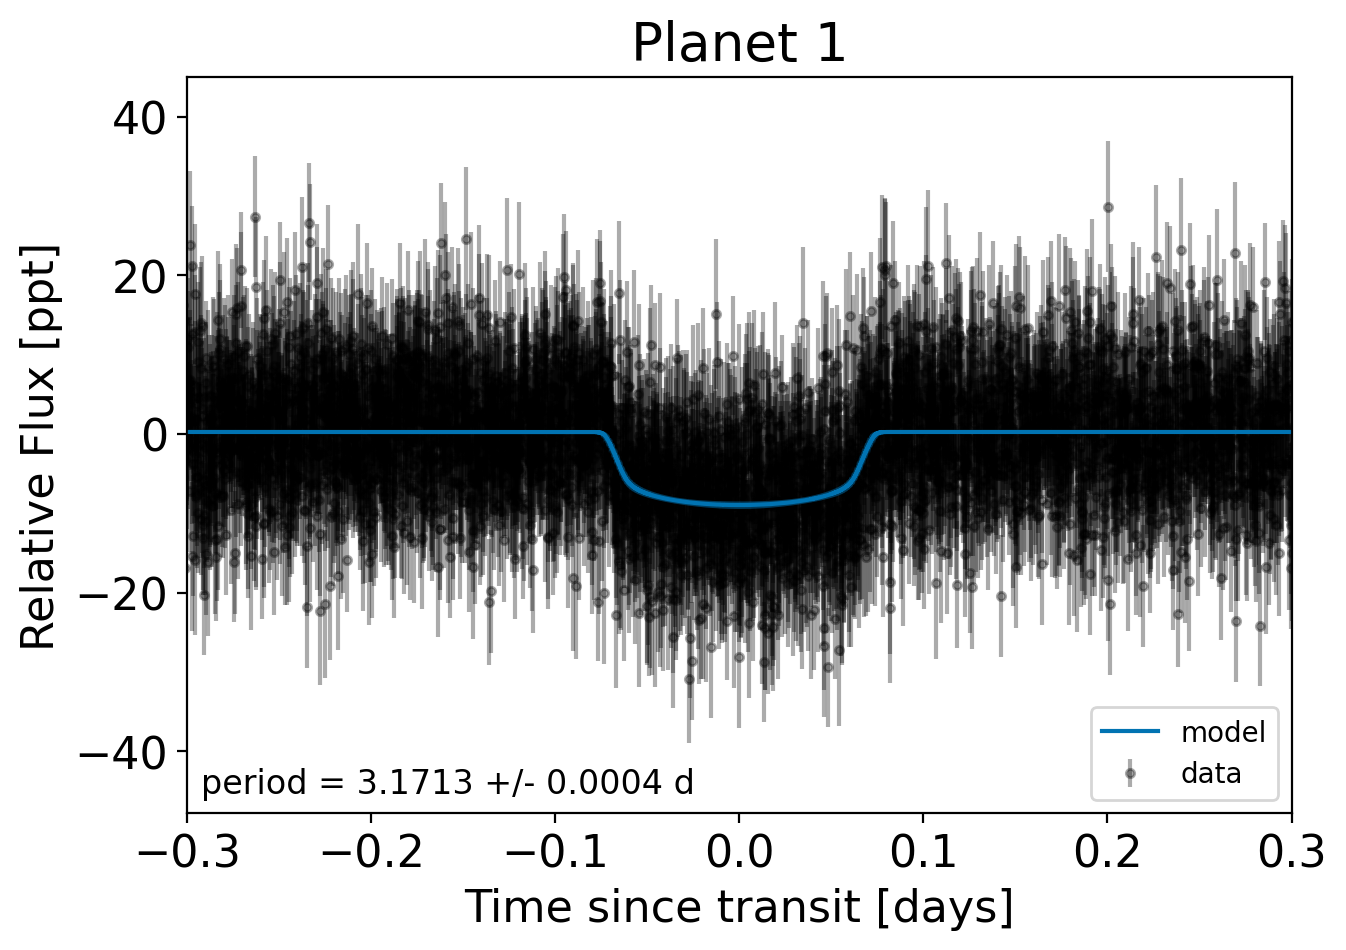 Planet 1
Relative Flux [ppt]
40
20
0
−20
−40
period = 3.1713 +/- 0.0004 d
model
data
−0.3
−0.2
−0.1
0.0
0.1
0.2
0.3
Time since transit [days]